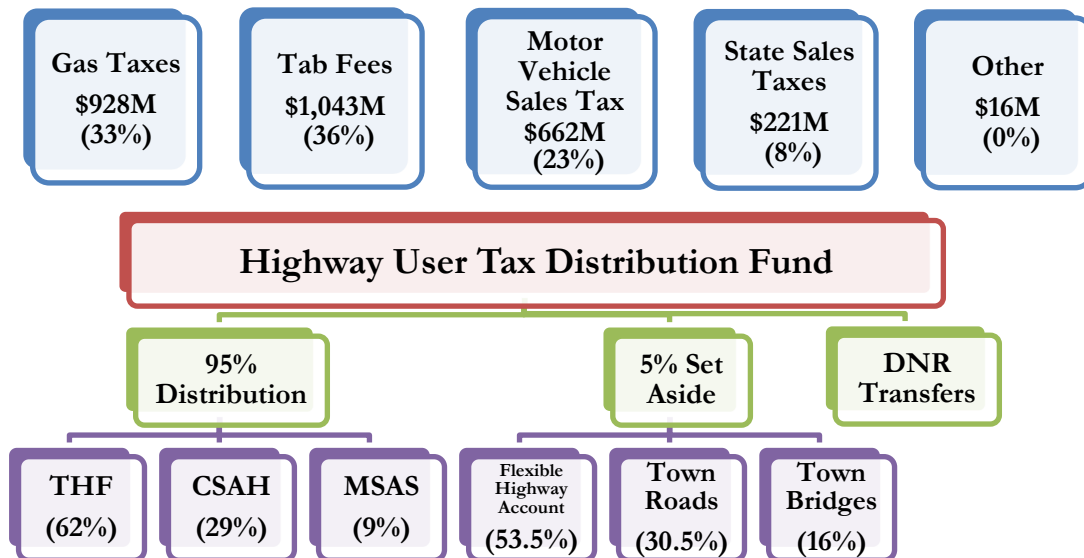 Gas Taxes
$928M
(33%)
Tab Fees
$1,043M
(36%)
Motor
Vehicle
Sales Tax
$662M
(23%)
State Sales
Taxes
$221M
(8%)
Other
$16M
(0%)
Highway User Tax Distribution Fund
95%
Distribution
5% Set
Aside
DNR
Transfers
THF
(62%)
CSAH
(29%)
MSAS
(9%)
Flexible
Highway
Account
(53.5%)
Town
Roads
(30.5%)
Town
Bridges
(16%)